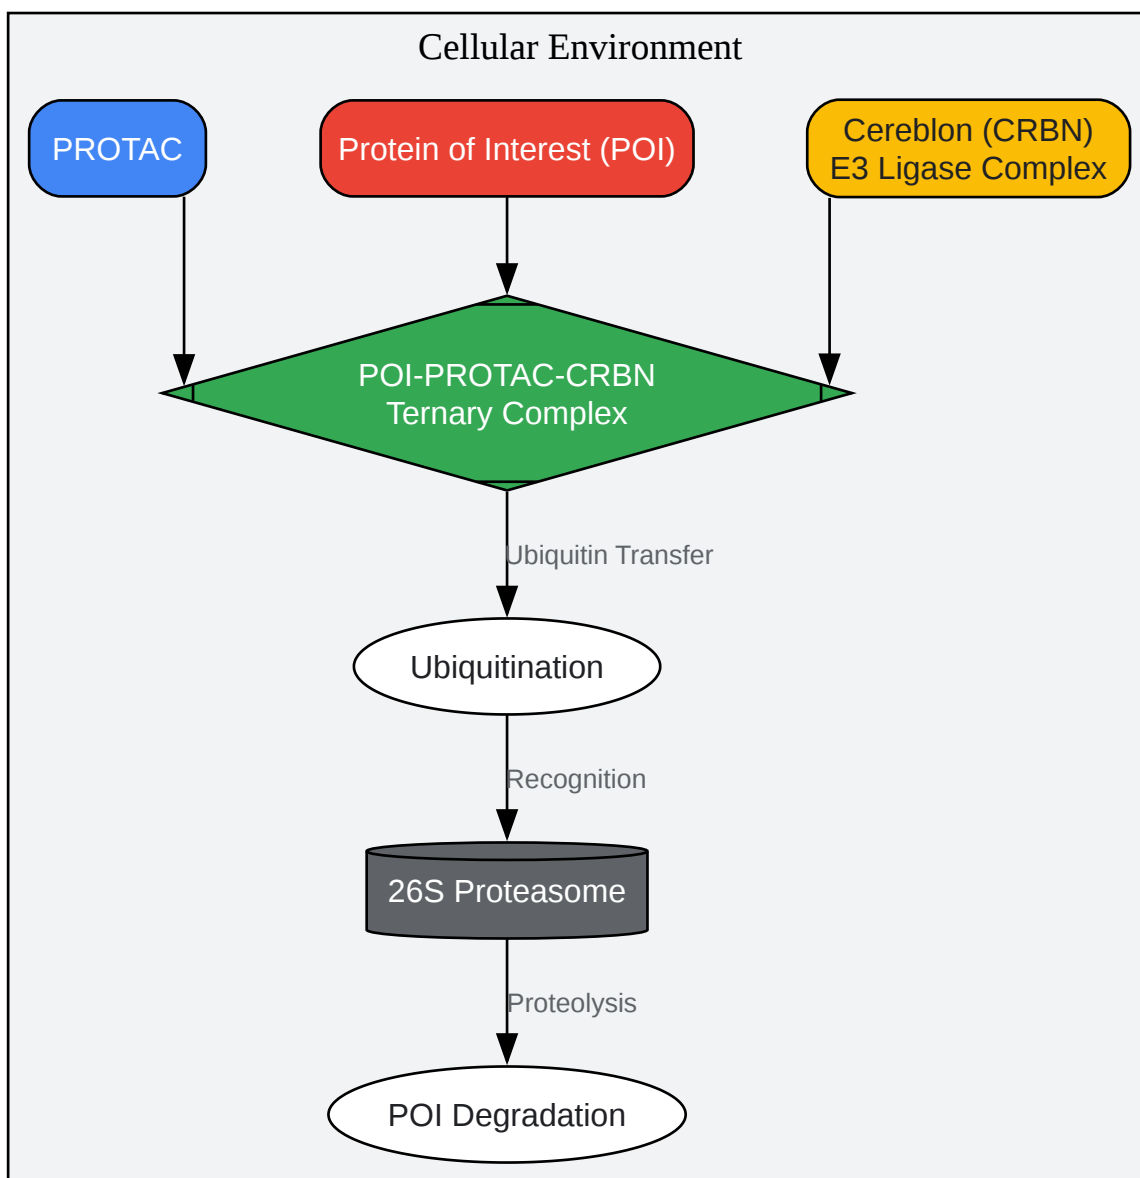 Cellular Environment
PROTAC
Protein of Interest (POI)
Cereblon (CRBN)
E3 Ligase Complex
POI-PROTAC-CRBN
Ternary Complex
Ubiquitin Transfer
Ubiquitination
Recognition
26S Proteasome
Proteolysis
POI Degradation